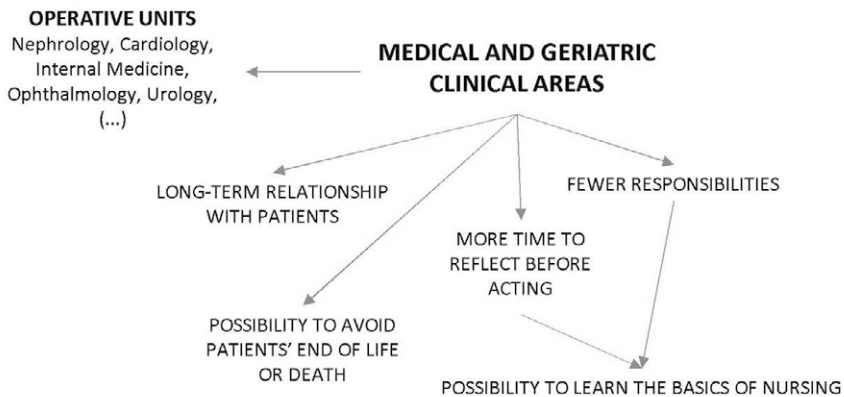 OPERATIVE UNITS
Nephrology, Cardiology,
Internal Medicine,
Ophthalmology, Urology,
(...)
MEDICAL AND GERIATRIC
CLINICAL AREAS
LONG-TERM RELATIONSHIP
WITH PATIENTS
FEWER RESPONSIBILITIES
MORE TIME TO
REFLECT BEFORE
ACTING
POSSIBILITY TO AVOID
PATIENTS’ END OF LIFE
OR DEATH
POSSIBILITY TO LEARN THE BASICS OF NURSING